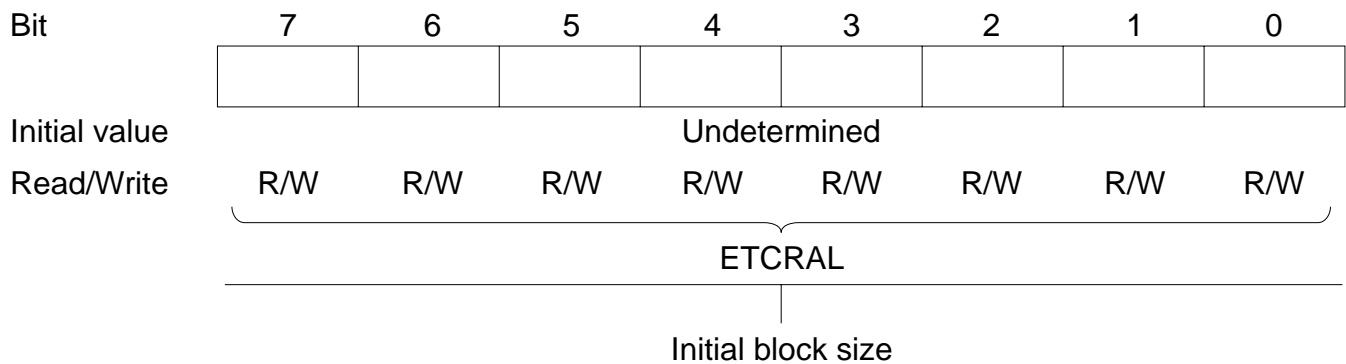 Bit 7 6 5 4 3 2 1 0
Initial value Undetermined
Read/Write R/W R/W R/W R/W R/W R/W R/W R/W
ETCRAL
Initial block size